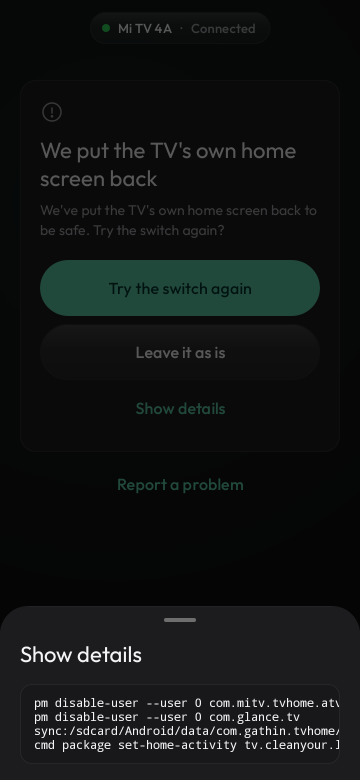 Mi TV 4A · Connected
We put the TV's own home
screen back
We've put the TV's own home screen back to
be safe. Try the switch again?
Try the switch again
Leave it as is
Show details
Report a problem
Show details
pm disable-user --user 0 com.mitv.tvhome.atv
pm disable-user --user 0 com.glance.tv
sync:/sdcard/Android/data/com.gathin.tvhome/
cmd package set-home-activity tv.cleanyour.l